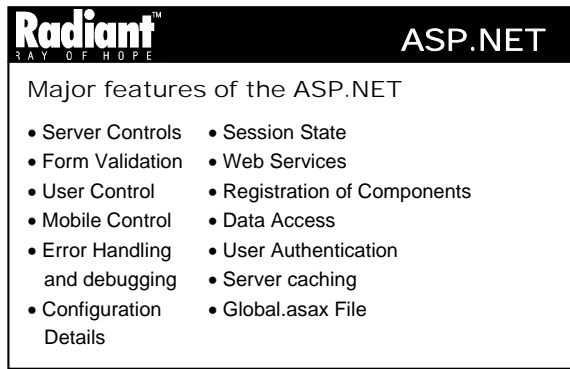 Radiant™
RAY OF HOPE
ASP.NET
Major features of the ASP.NET
• Server Controls
• Form Validation
• User Control
• Mobile Control
• Error Handling
and debugging
• Configuration
Details
• Session State
• Web Services
• Registration of Components
• Data Access
• User Authentication
• Server caching
• Global.asax File